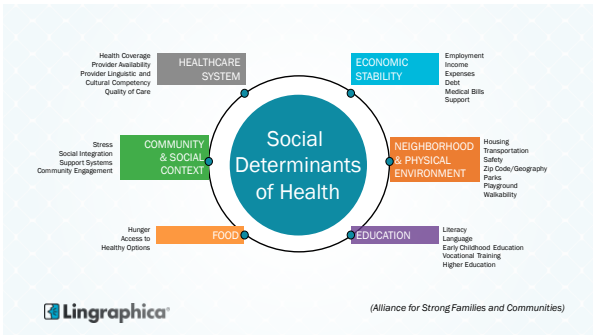 Health Coverage
Provider Availability
Provider Linguistic and
Cultural Competency
Quality of Care
HEALTHCARE
SYSTEM
ECONOMIC
STABILITY
Employment
Income
Expenses
Debt
Medical Bills
Support
Stress
Social Integration
Support Systems
Community Engagement
COMMUNITY
& SOCIAL
CONTEXT
Social
Determinants
of Health
NEIGHBORHOOD
& PHYSICAL
ENVIRONMENT
Housing
Transportation
Safety
Zip Code/Geography
Parks
Playground
Walkability
Hunger
Access to
Healthy Options
FOOD
EDUCATION
Literacy
Language
Early Childhood Education
Vocational Training
Higher Education
Lingraphica®
(Alliance for Strong Families and Communities)